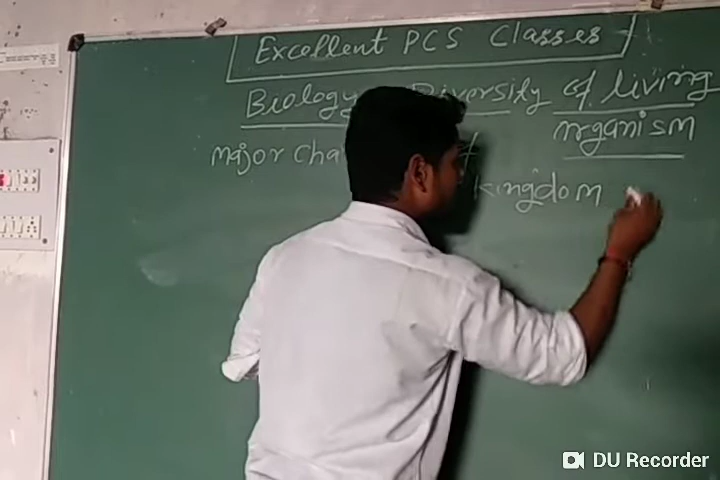 Excellent PCS Classes
Biology Diversity of living
organism
Major Cha
kingdom
DU Recorder